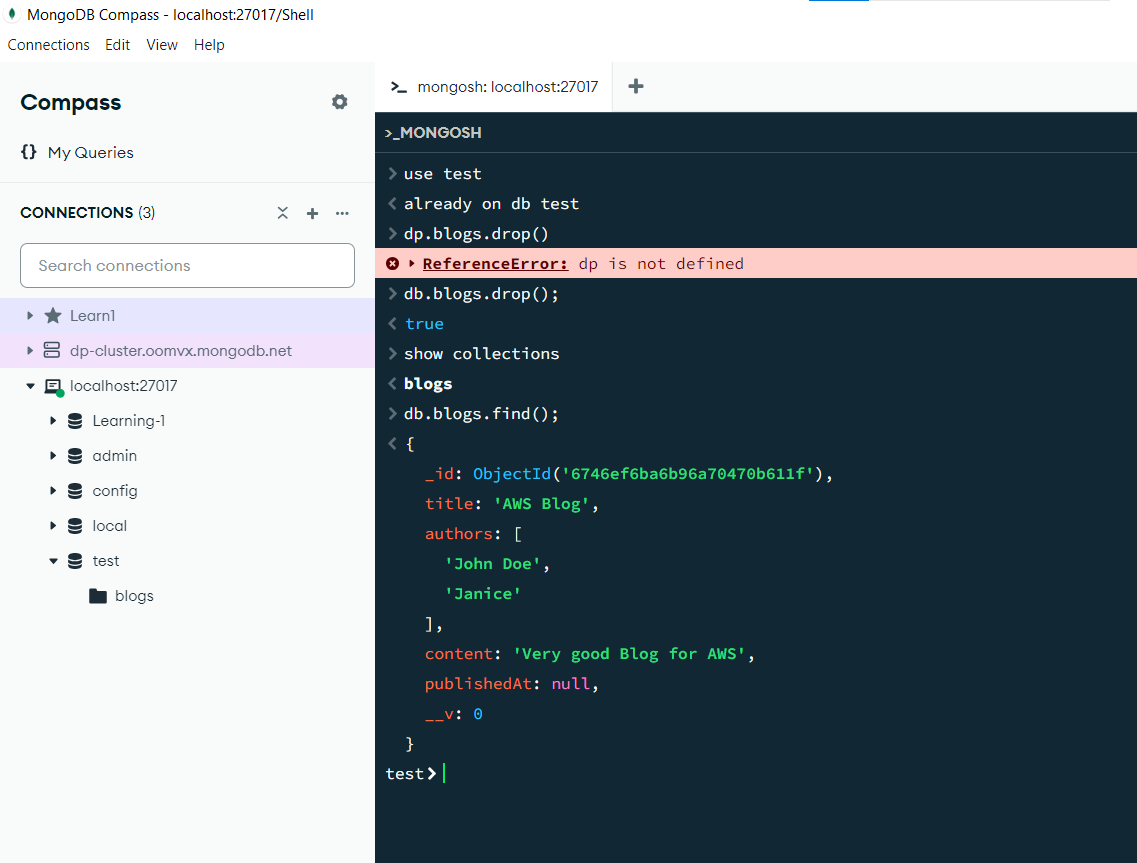 MongoDB Compass - localhost:27017/Shell
Connections Edit View Help
Compass
{} My Queries
CONNECTIONS (3)
Search connections
Learn1
dp-cluster.oomvx.mongodb.net
localhost:27017
Learning-1
admin
config
local
test
blogs
>_ mongosh: localhost:27017 +
>_MONGOSH
> use test
< already on db test
> dp.blogs.drop()
ReferenceError: dp is not defined
> db.blogs.drop();
< true
> show collections
< blogs
> db.blogs.find();
< {
_id: ObjectId('6746ef6ba6b96a70470b611f'),
title: 'AWS Blog',
authors: [
'John Doe',
'Janice'
],
content: 'Very good Blog for AWS',
publishedAt: null,
__v: 0
}
test>